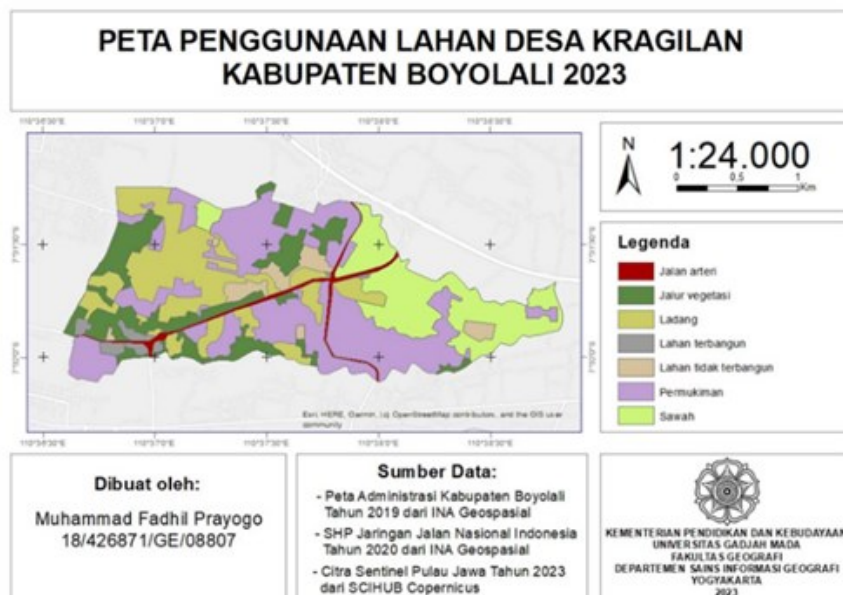 PETA PENGGUNAAN LAHAN DESA KRAGILAN
KABUPATEN BOYOLALI 2023
N
1:24.000
0 0.5 1
Km
Legenda
Jalan arteri
Jalur vegetasi
Ladang
Lahan terbangun
Lahan tidak terbangun
Permukiman
Sawah
Esri, HERE, Garmin, (c) OpenStreetMap contributors, and the GIS user
community
Dibuat oleh:
Muhammad Fadhil Prayogo
18/426871/GE/08807
Sumber Data:
- Peta Administrasi Kabupaten Boyolali
Tahun 2019 dari INA Geospasial
- SHP Jaringan Jalan Nasional Indonesia
Tahun 2020 dari INA Geospasial
- Citra Sentinel Pulau Jawa Tahun 2023
dari SCIHUB Copernicus
KEMENTERIAN PENDIDIKAN DAN KEBUDAYAAN
UNIVERSITAS GADJAH MADA
FAKULTAS GEOGRAFI
DEPARTEMEN SAINS INFORMASI GEOGRAFI
YOGYAKARTA
2023